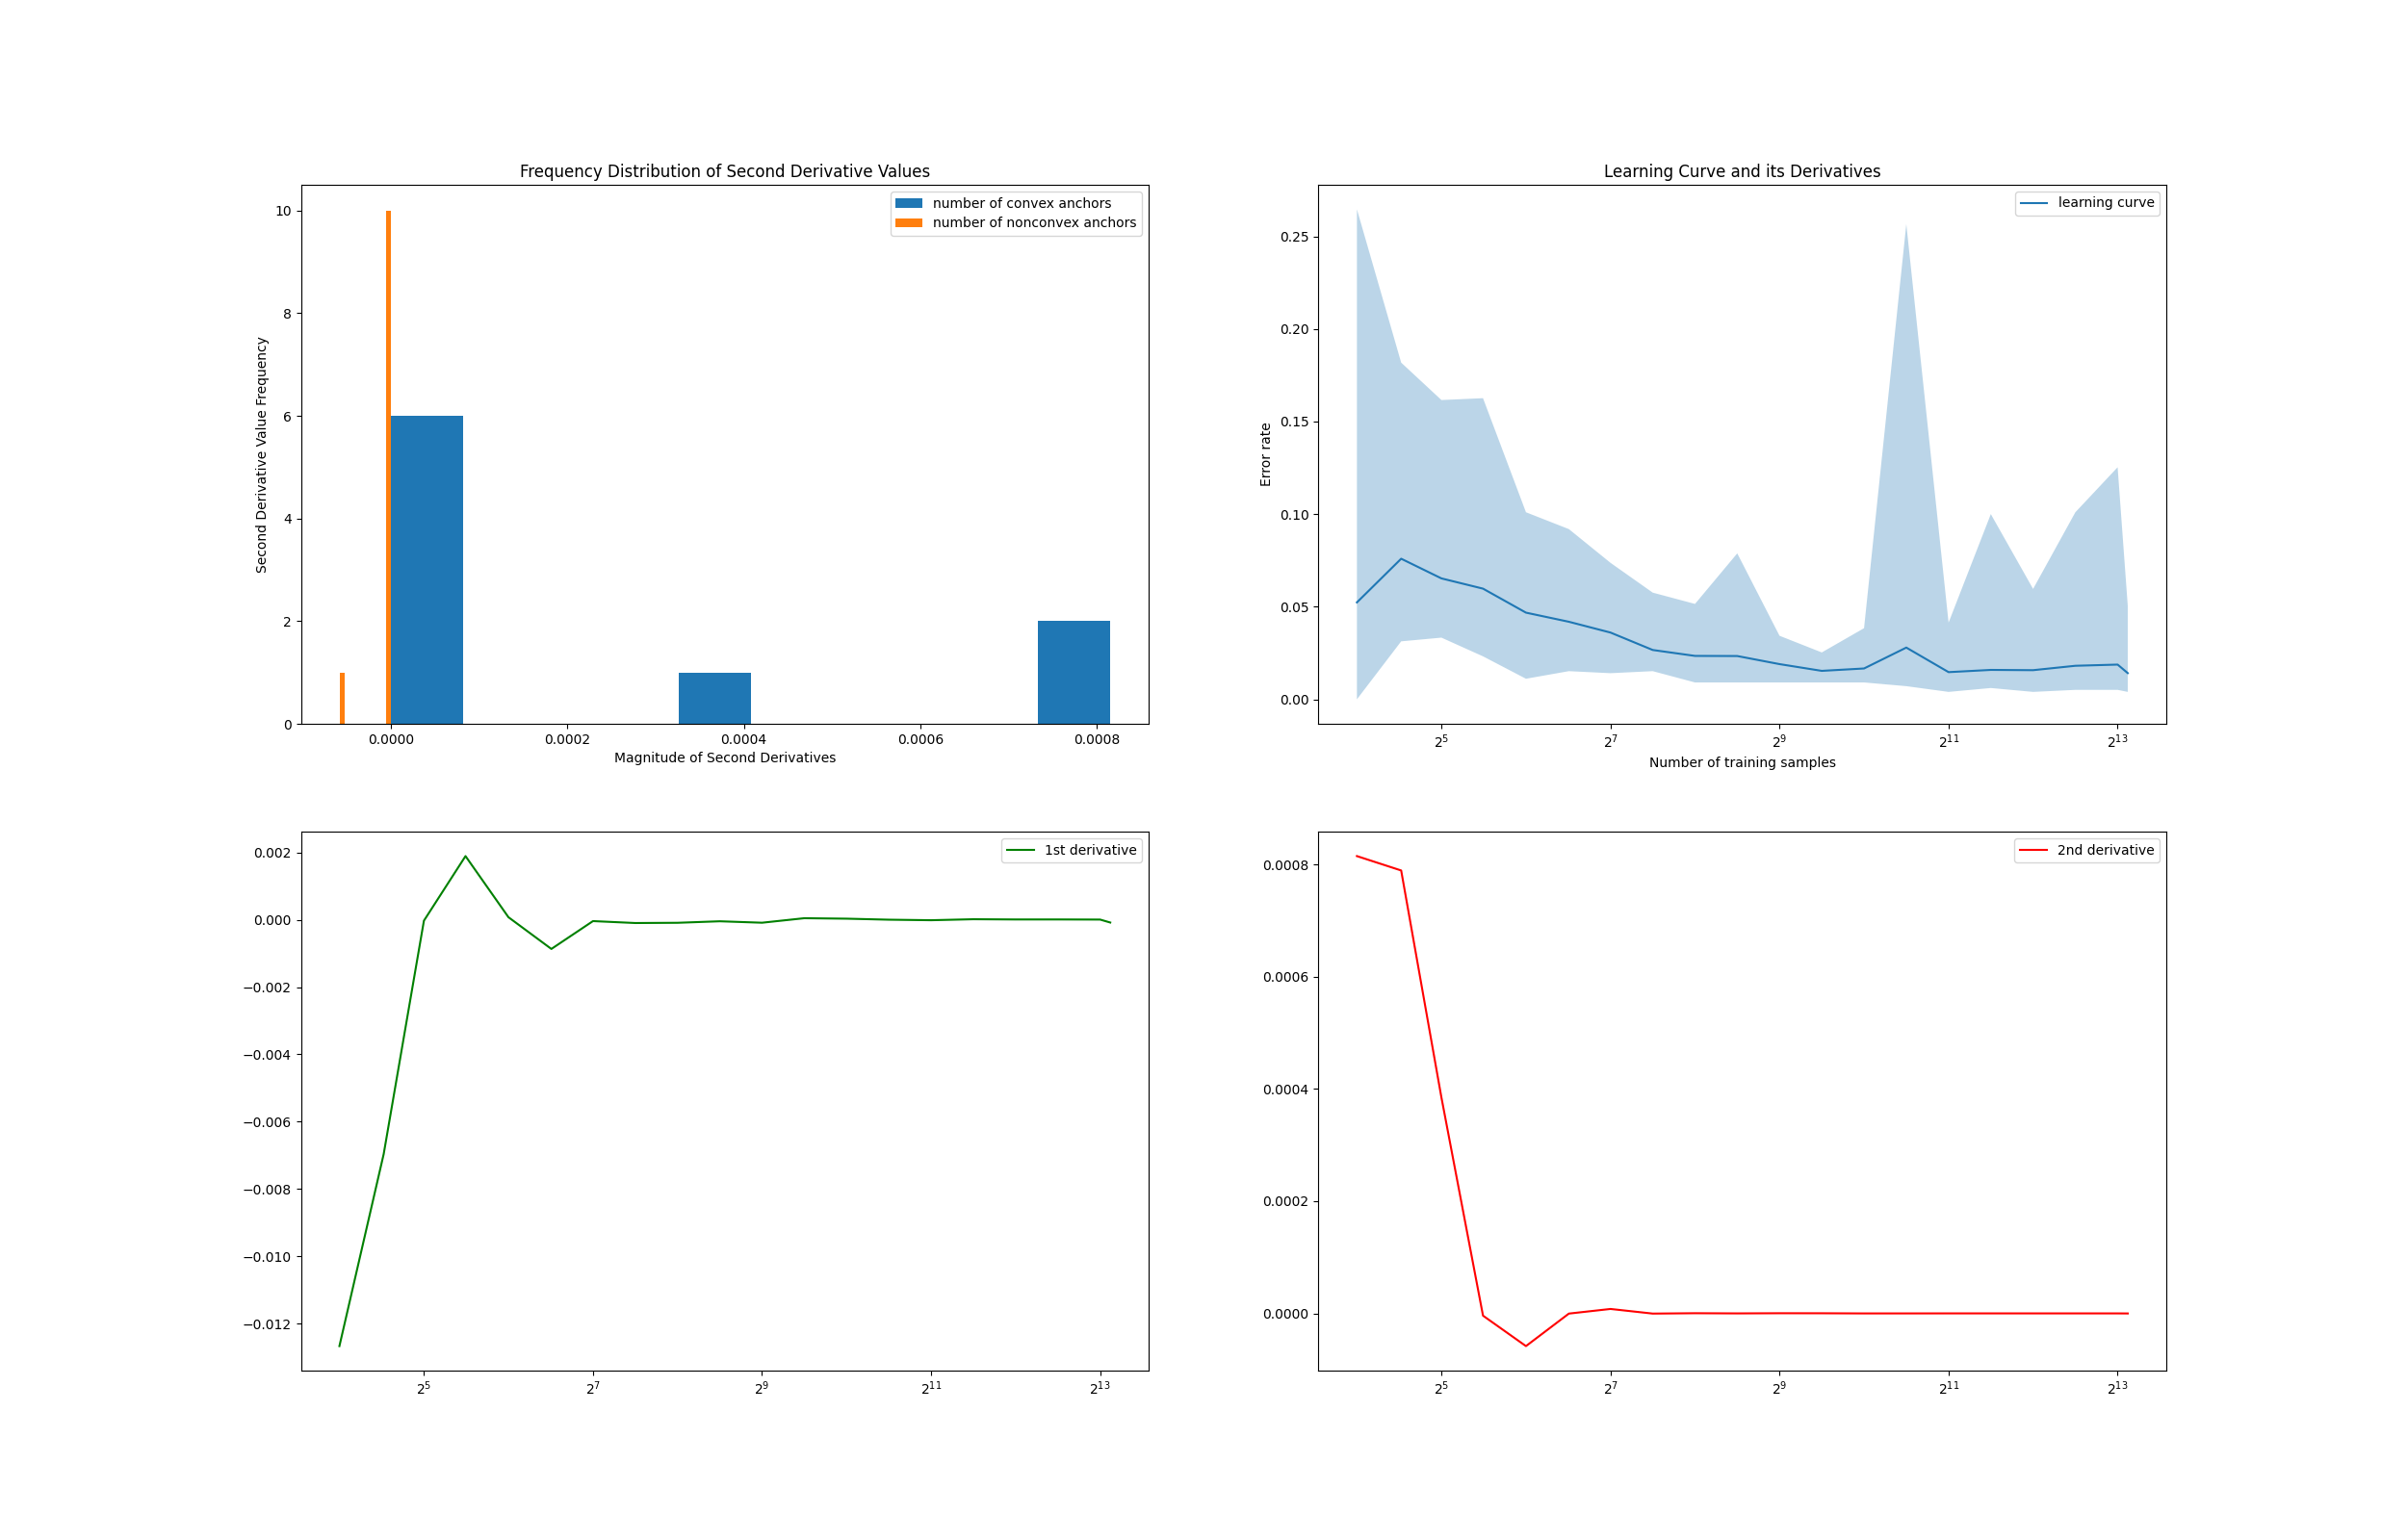 Frequency Distribution of Second Derivative Values
number of convex anchors
number of nonconvex anchors
10
8
6
4
2
0
Second Derivative Value Frequency
0.0000 0.0002 0.0004 0.0006 0.0008
Magnitude of Second Derivatives
Learning Curve and its Derivatives
learning curve
0.25
0.20
0.15
0.10
0.05
0.00
Error rate
2^5 2^7 2^9 2^11 2^13
Number of training samples
1st derivative
0.002
0.000
−0.002
−0.004
−0.006
−0.008
−0.010
−0.012
2^5 2^7 2^9 2^11 2^13
2nd derivative
0.0008
0.0006
0.0004
0.0002
0.0000
2^5 2^7 2^9 2^11 2^13